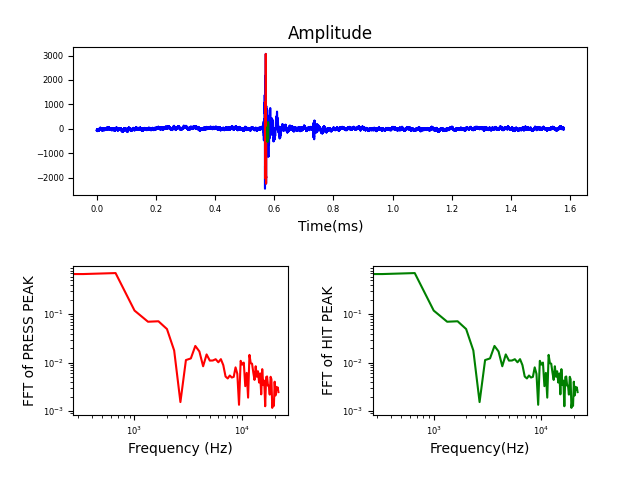 Amplitude
3000
2000
1000
0
−1000
−2000
0.0 0.2 0.4 0.6 0.8 1.0 1.2 1.4 1.6
Time(ms)
FFT of PRESS PEAK
10⁻¹
10⁻²
10⁻³
10³ 10⁴
Frequency (Hz)
FFT of HIT PEAK
10⁻¹
10⁻²
10⁻³
10³ 10⁴
Frequency(Hz)